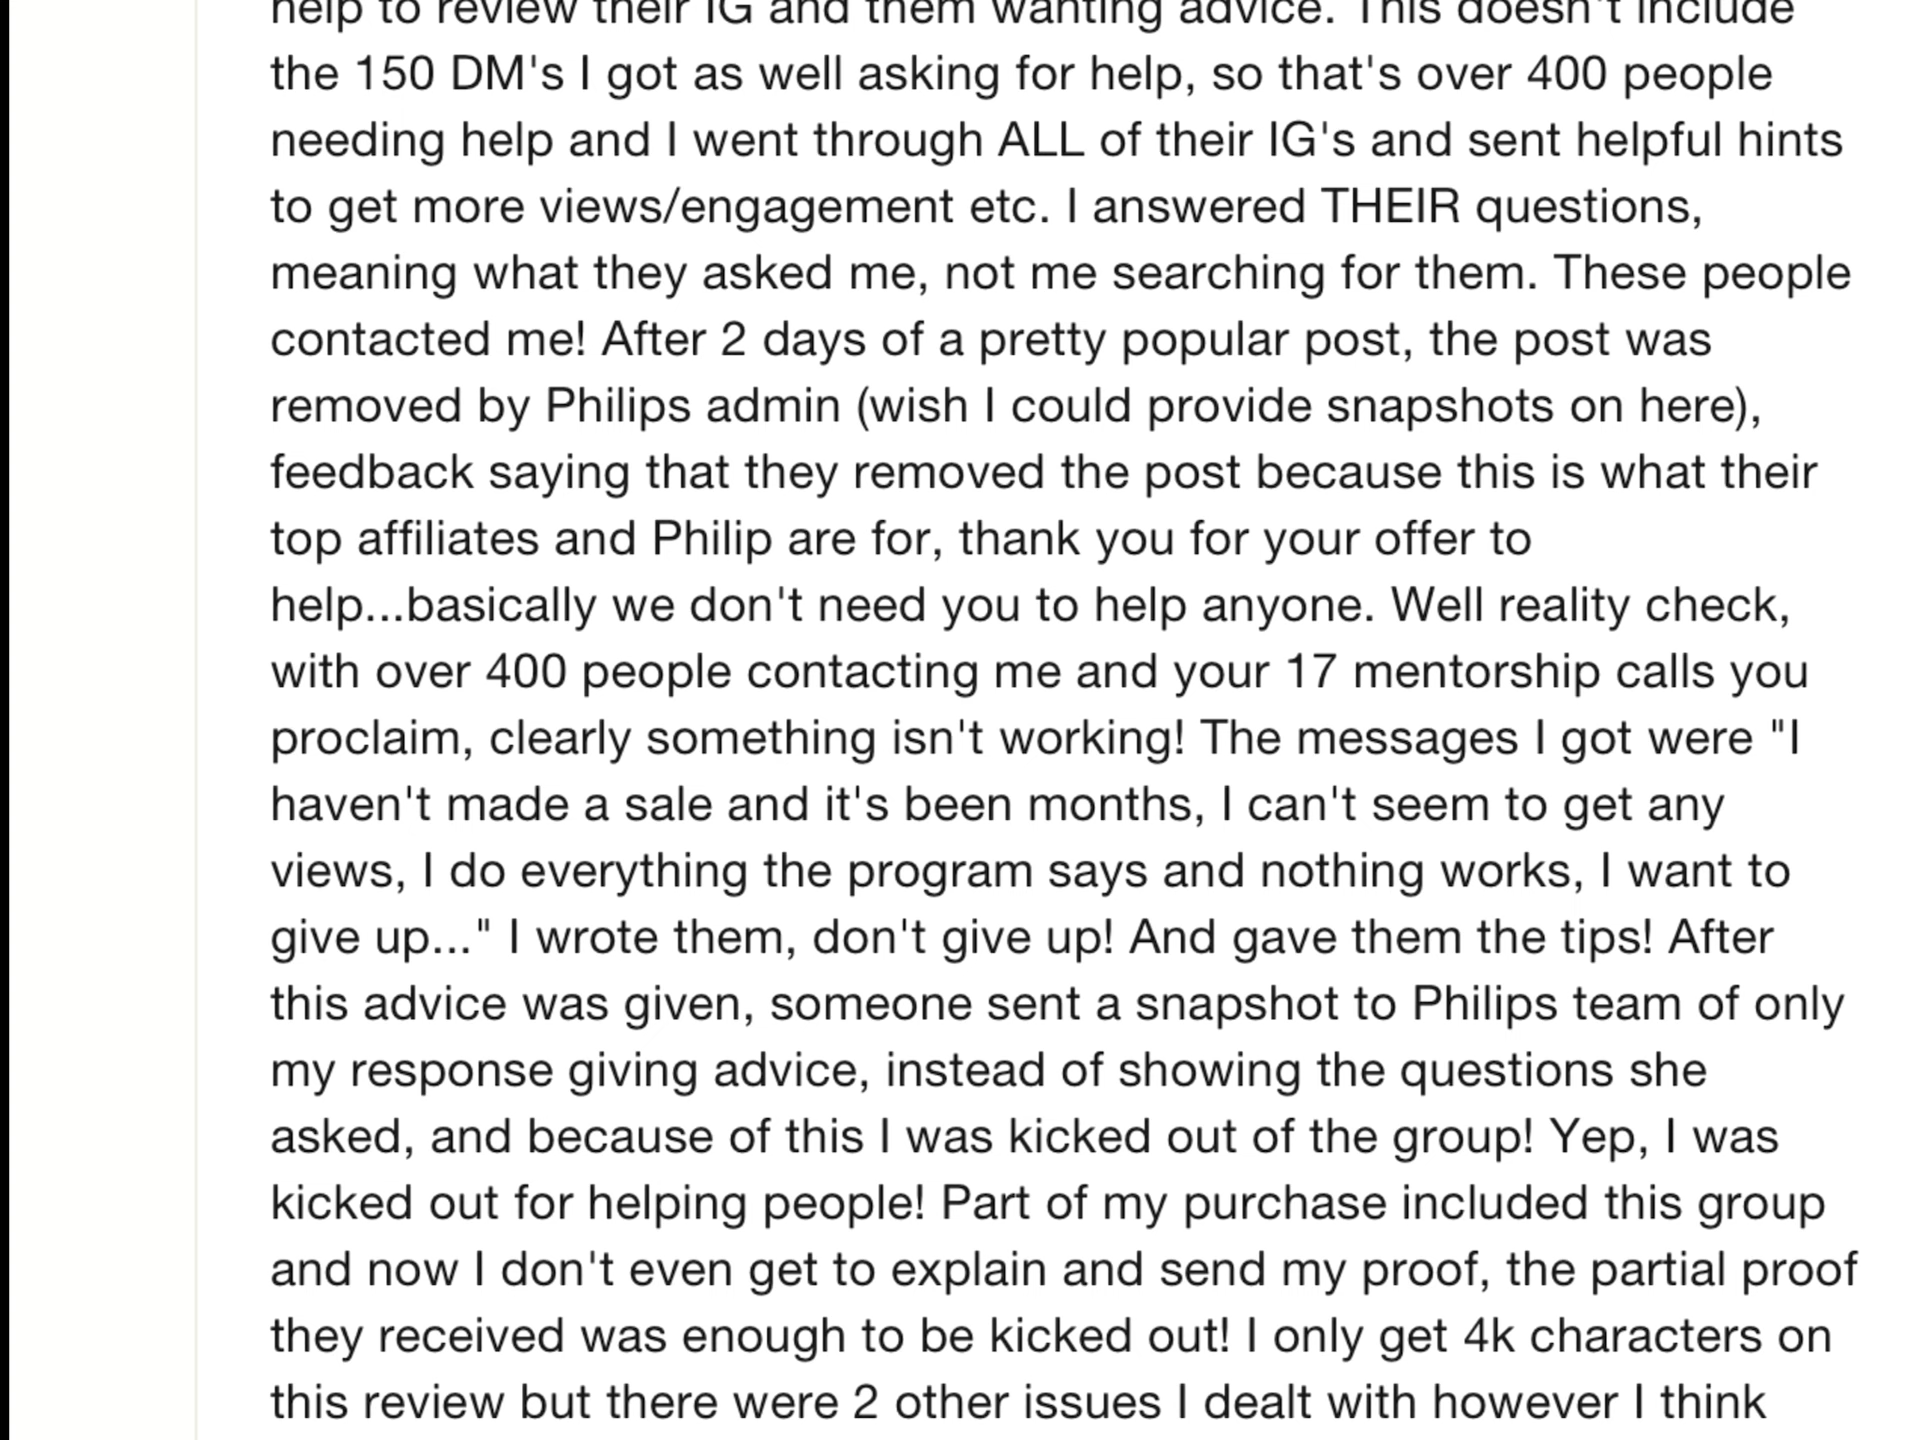 help to review their IG and them wanting advice. This doesn't include
the 150 DM's I got as well asking for help, so that's over 400 people
needing help and I went through ALL of their IG's and sent helpful hints
to get more views/engagement etc. I answered THEIR questions,
meaning what they asked me, not me searching for them. These people
contacted me! After 2 days of a pretty popular post, the post was
removed by Philips admin (wish I could provide snapshots on here),
feedback saying that they removed the post because this is what their
top affiliates and Philip are for, thank you for your offer to
help...basically we don't need you to help anyone. Well reality check,
with over 400 people contacting me and your 17 mentorship calls you
proclaim, clearly something isn't working! The messages I got were "I
haven't made a sale and it's been months, I can't seem to get any
views, I do everything the program says and nothing works, I want to
give up..." I wrote them, don't give up! And gave them the tips! After
this advice was given, someone sent a snapshot to Philips team of only
my response giving advice, instead of showing the questions she
asked, and because of this I was kicked out of the group! Yep, I was
kicked out for helping people! Part of my purchase included this group
and now I don't even get to explain and send my proof, the partial proof
they received was enough to be kicked out! I only get 4k characters on
this review but there were 2 other issues I dealt with however I think